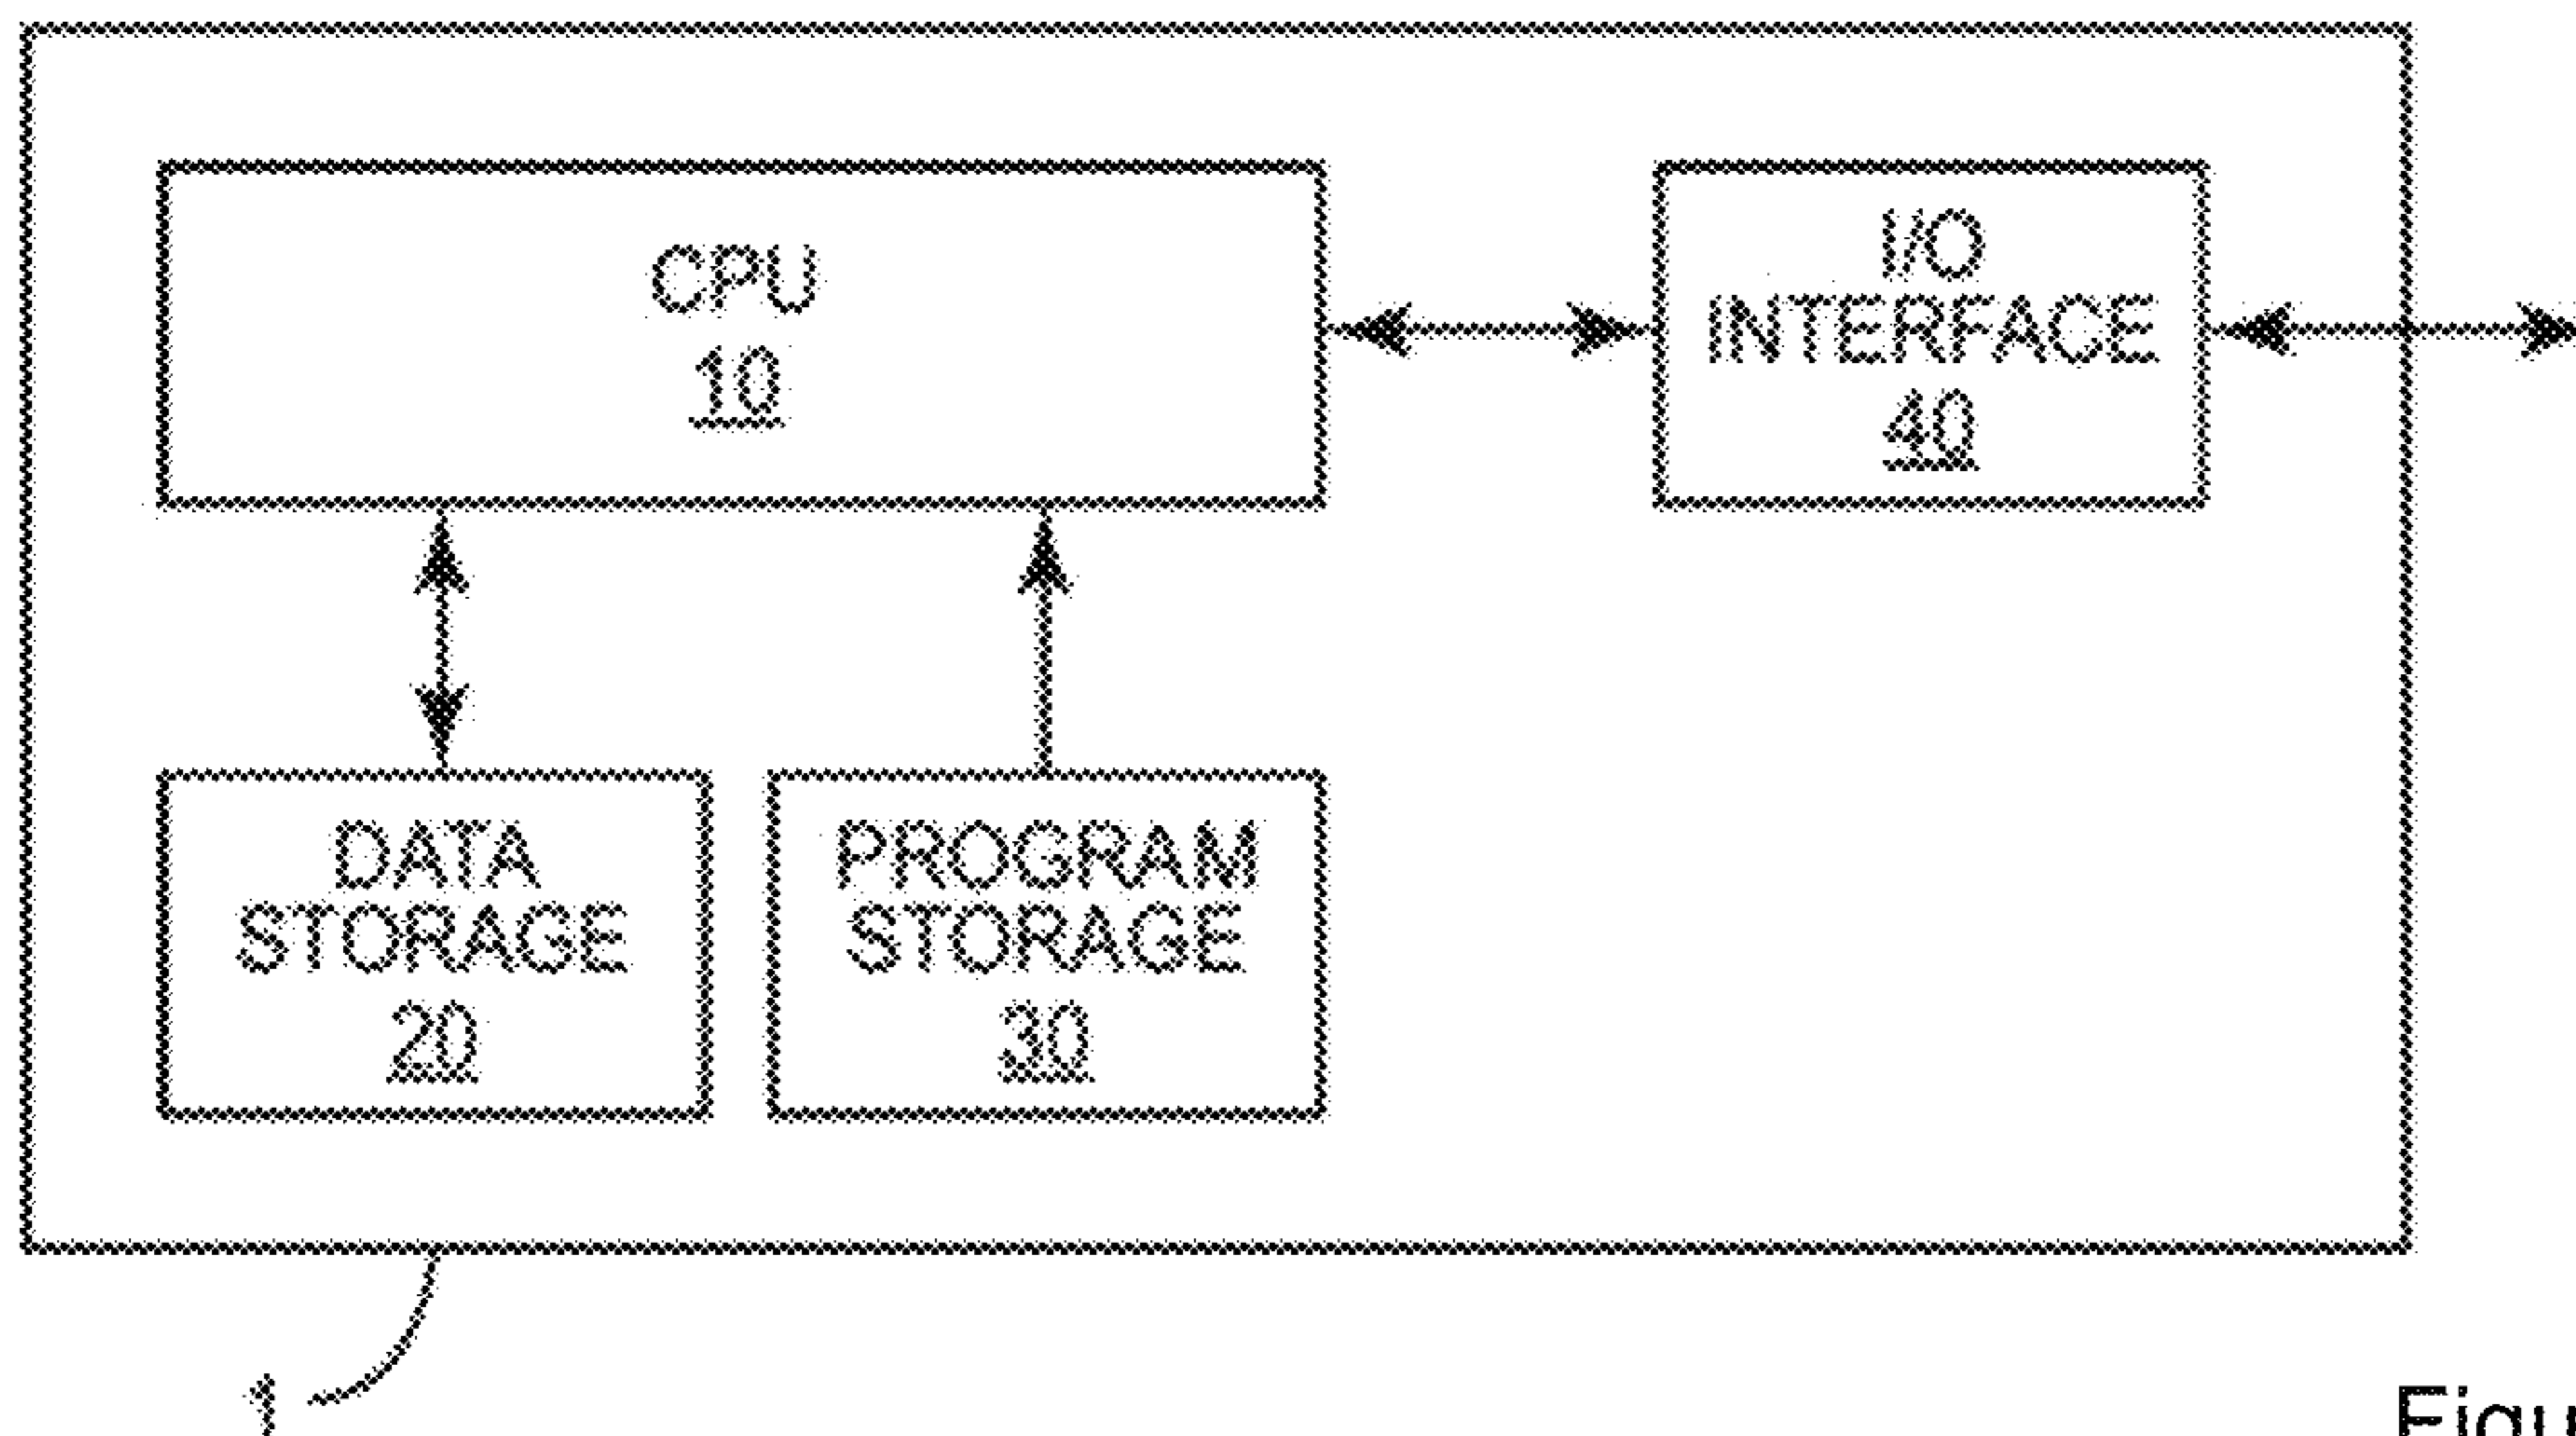 CPU
10
I/O
INTERFACE
40
DATA
STORAGE
20
PROGRAM
STORAGE
30
1